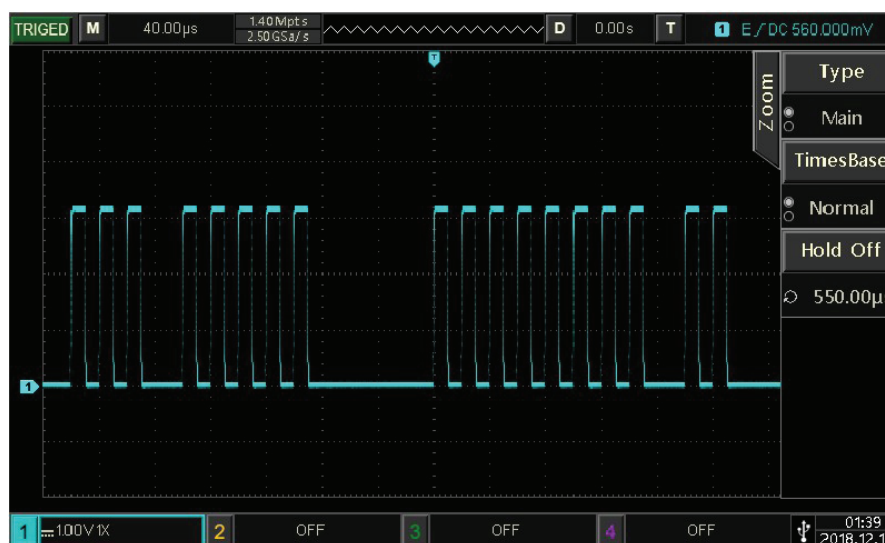 TRIGED M 40.00µs 1.40Mpts D 0.00s T 1 E DC 560.000mV
2.50GSa/s
T
Zoom
Type
Main
TimesBase
Normal
Hold Off
550.00µ
1
1 1.00V 1X 2 OFF 3 OFF 4 OFF 01:39
2018.12.1